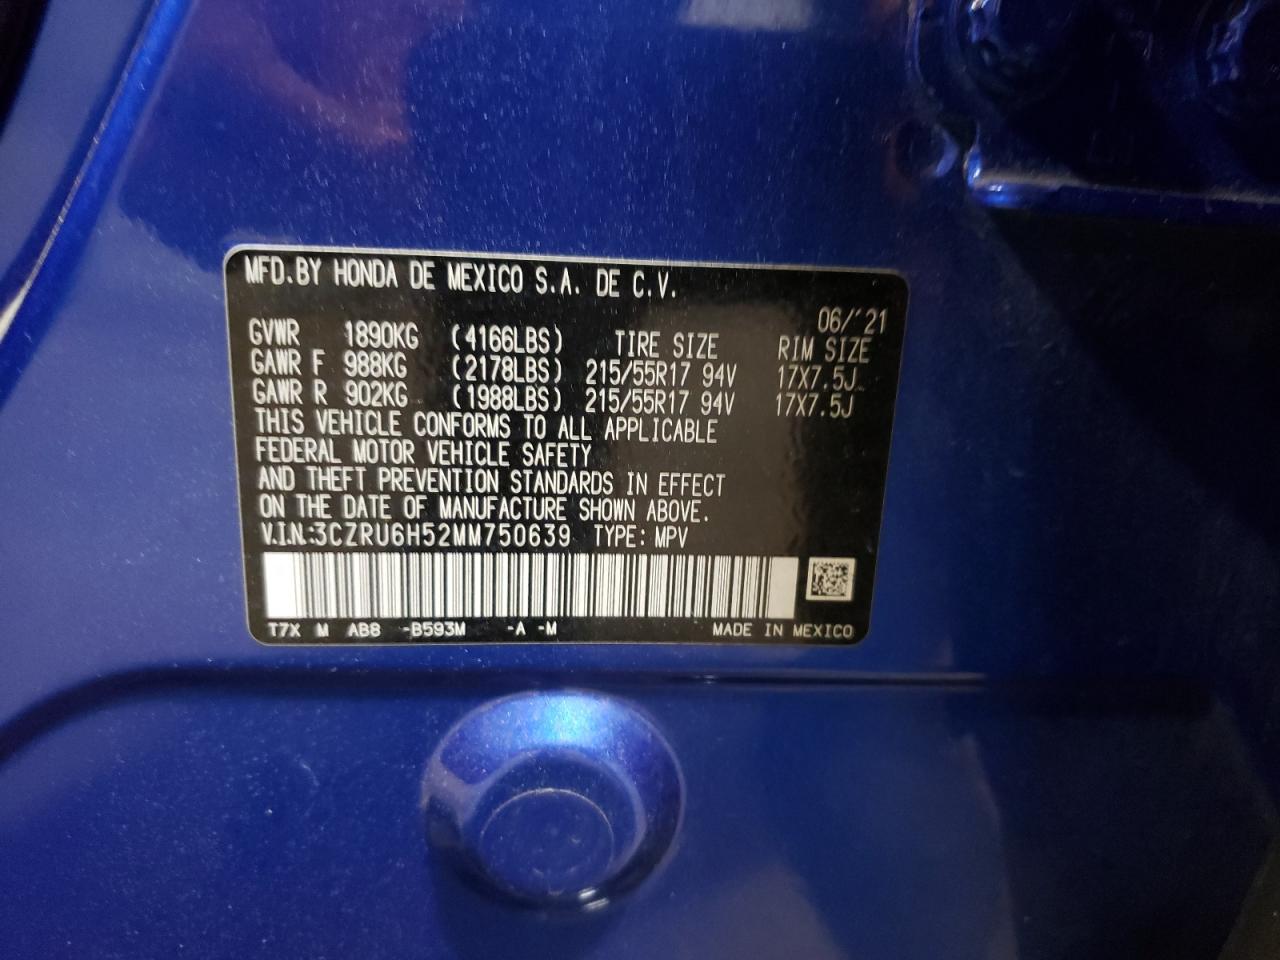 MFD.BY HONDA DE MEXICO S.A. DE C.V.
06/'21
GVWR 1890KG (4166LBS) TIRE SIZE RIM SIZE
GAWR F 988KG (2178LBS) 215/55R17 94V 17X7.5J
GAWR R 902KG (1988LBS) 215/55R17 94V 17X7.5J
THIS VEHICLE CONFORMS TO ALL APPLICABLE
FEDERAL MOTOR VEHICLE SAFETY
AND THEFT PREVENTION STANDARDS IN EFFECT
ON THE DATE OF MANUFACTURE SHOWN ABOVE.
V.I.N.:3CZRU6H52MM750639 TYPE: MPV
T7X M AB8 -B593M -A -M MADE IN MEXICO